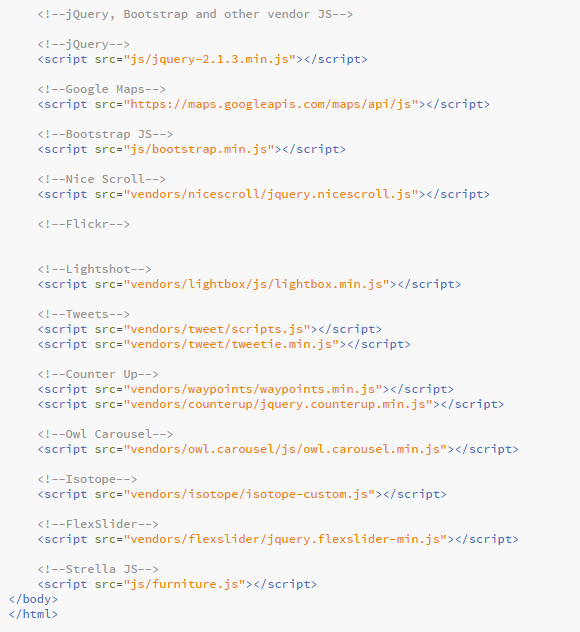 <!--jQuery, Bootstrap and other vendor JS-->
<!--jQuery-->
<script src="js/jquery-2.1.3.min.js"></script>
<!--Google Maps-->
<script src="https://maps.googleapis.com/maps/api/js"></script>
<!--Bootstrap JS-->
<script src="js/bootstrap.min.js"></script>
<!--Nice Scroll-->
<script src="vendors/nicescroll/jquery.nicescroll.js"></script>
<!--Flickr-->
<!--Lightshot-->
<script src="vendors/lightbox/js/lightbox.min.js"></script>
<!--Tweets-->
<script src="vendors/tweet/scripts.js"></script>
<script src="vendors/tweet/tweetie.min.js"></script>
<!--Counter Up-->
<script src="vendors/waypoints/waypoints.min.js"></script>
<script src="vendors/counterup/jquery.counterup.min.js"></script>
<!--Owl Carousel-->
<script src="vendors/owl.carousel/js/owl.carousel.min.js"></script>
<!--Isotope-->
<script src="vendors/isotope/isotope-custom.js"></script>
<!--FlexSlider-->
<script src="vendors/flexslider/jquery.flexslider-min.js"></script>
<!--Strella JS-->
<script src="js/furniture.js"></script>
</body>
</html>